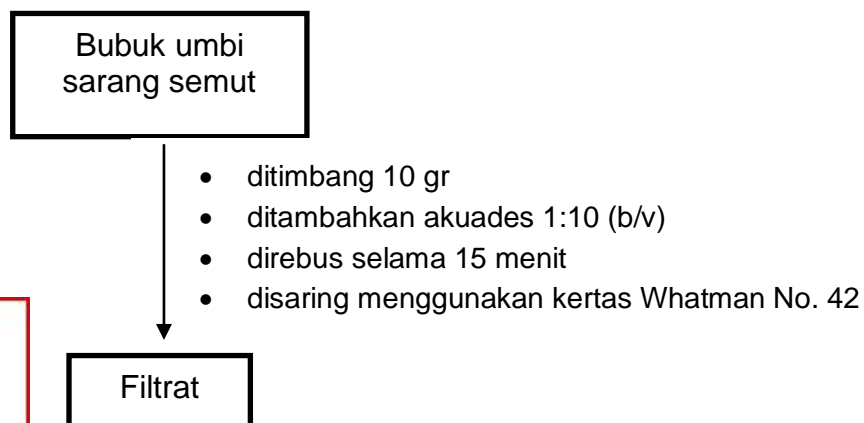 Bubuk umbi
sarang semut
• ditimbang 10 gr
• ditambahkan akuades 1:10 (b/v)
• direbus selama 15 menit
• disaring menggunakan kertas Whatman No. 42
Filtrat